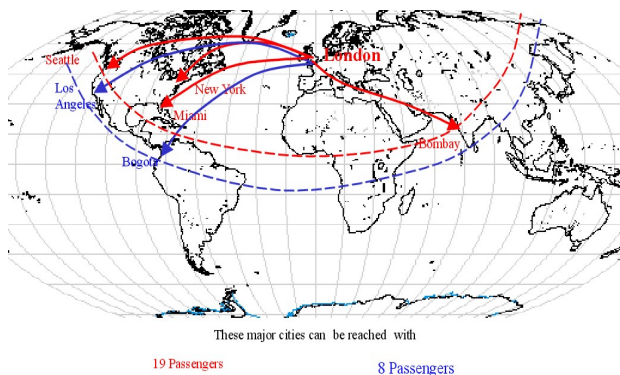 Seattle
London
Los
Angeles
New York
Miami
Bombay
Bogota
These major cities can be reached with
19 Passengers
8 Passengers